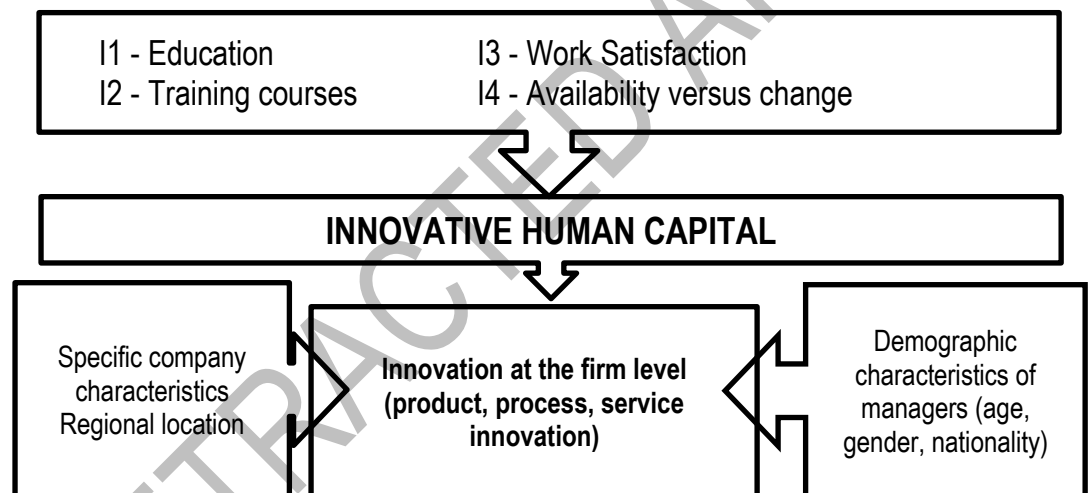 I1 - Education
I2 - Training courses
I3 - Work Satisfaction
I4 - Availability versus change
INNOVATIVE HUMAN CAPITAL
Specific company
characteristics
Regional location
Innovation at the firm level
(product, process, service
innovation)
Demographic
characteristics of
managers (age,
gender, nationality)
TRACTED A